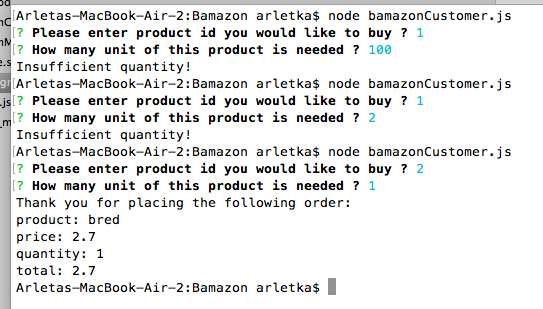 Arletas-MacBook-Air-2:Bamazon arletka$ node bamazonCustomer.js
? Please enter product id you would like to buy ? 1
? How many unit of this product is needed ? 100
Insufficient quantity!
Arletas-MacBook-Air-2:Bamazon arletka$ node bamazonCustomer.js
? Please enter product id you would like to buy ? 1
? How many unit of this product is needed ? 2
Insufficient quantity!
Arletas-MacBook-Air-2:Bamazon arletka$ node bamazonCustomer.js
? Please enter product id you would like to buy ? 2
? How many unit of this product is needed ? 1
Thank you for placing the following order:
product: bred
price: 2.7
quantity: 1
total: 2.7
Arletas-MacBook-Air-2:Bamazon arletka$